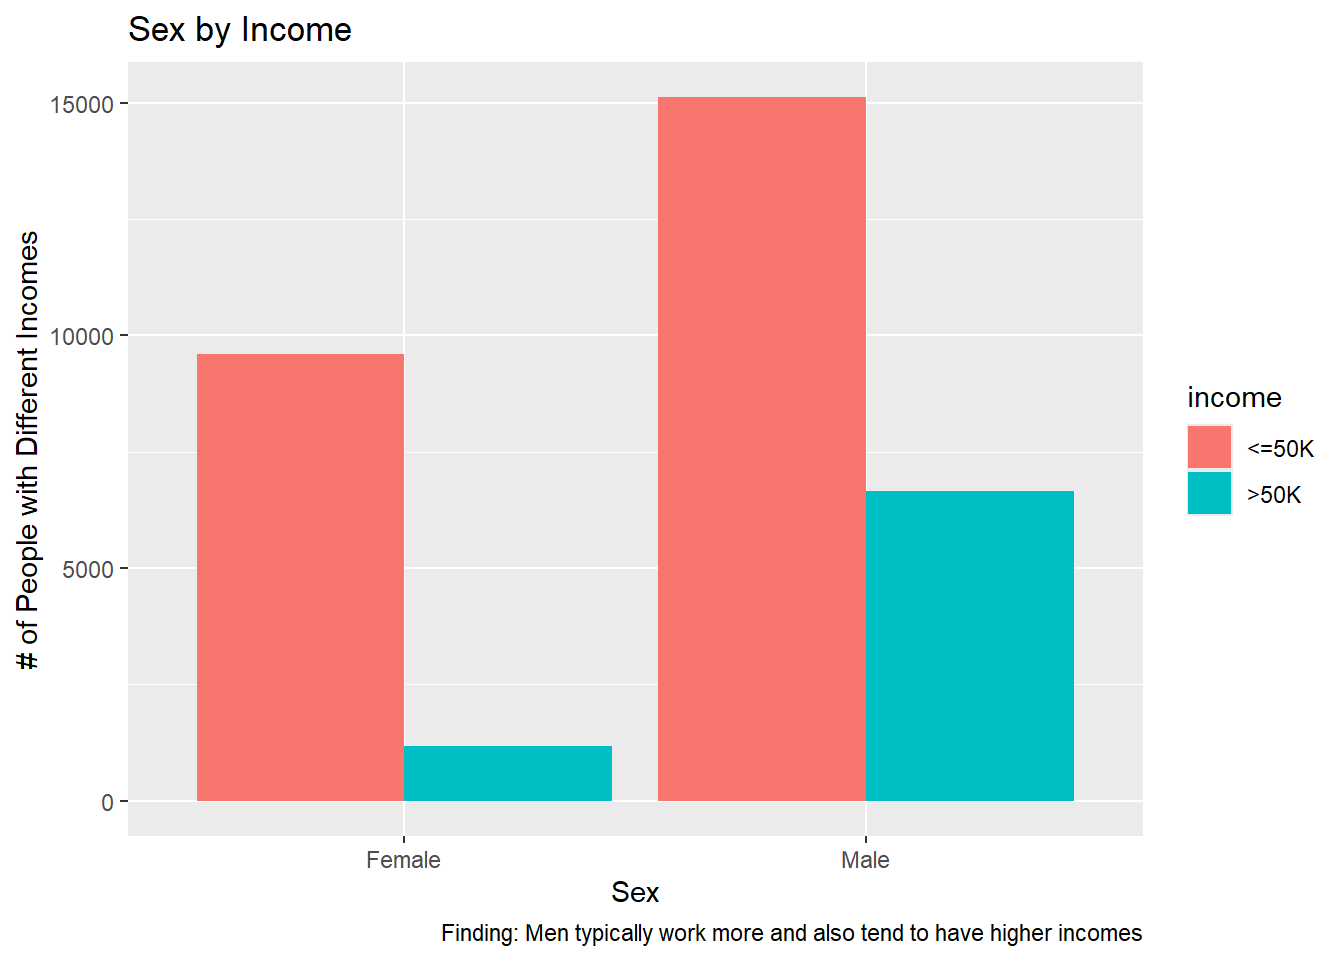 Sex by Income
# of People with Different Incomes
15000
10000
5000
0
Female
Male
Sex
income
<=50K
>50K
Finding: Men typically work more and also tend to have higher incomes